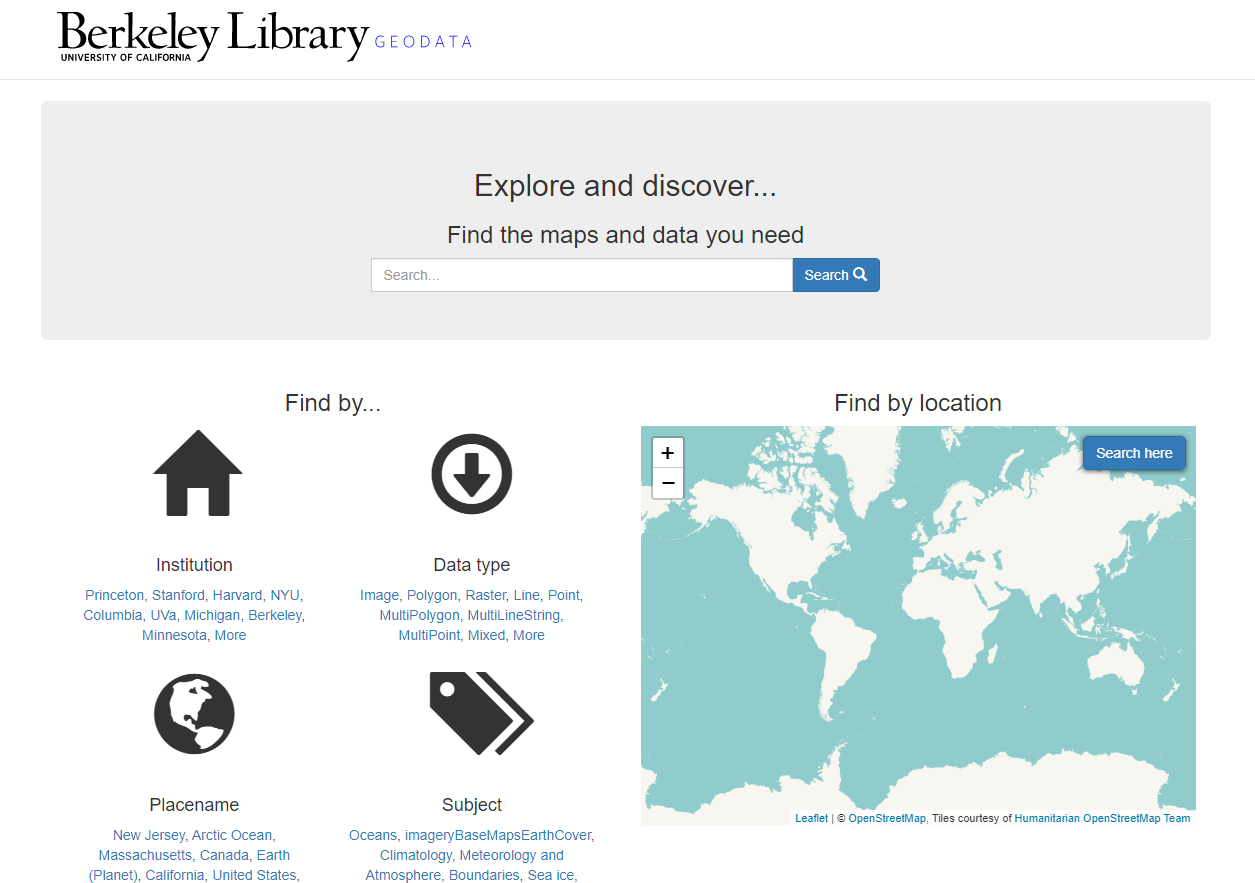 Berkeley Library GEODATA
UNIVERSITY OF CALIFORNIA
Explore and discover...
Find the maps and data you need
Search...
Search
Find by...
Institution
Princeton, Stanford, Harvard, NYU,
Columbia, UVa, Michigan, Berkeley,
Minnesota, More
Data type
Image, Polygon, Raster, Line, Point,
MultiPolygon, MultiLineString,
MultiPoint, Mixed, More
Placename
New Jersey, Arctic Ocean,
Massachusetts, Canada, Earth
(Planet), California, United States,
Subject
Oceans, imageryBaseMapsEarthCover,
Climatology, Meteorology and
Atmosphere, Boundaries, Sea ice,
Find by location
+
−
Search here
Leaflet | © OpenStreetMap, Tiles courtesy of Humanitarian OpenStreetMap Team